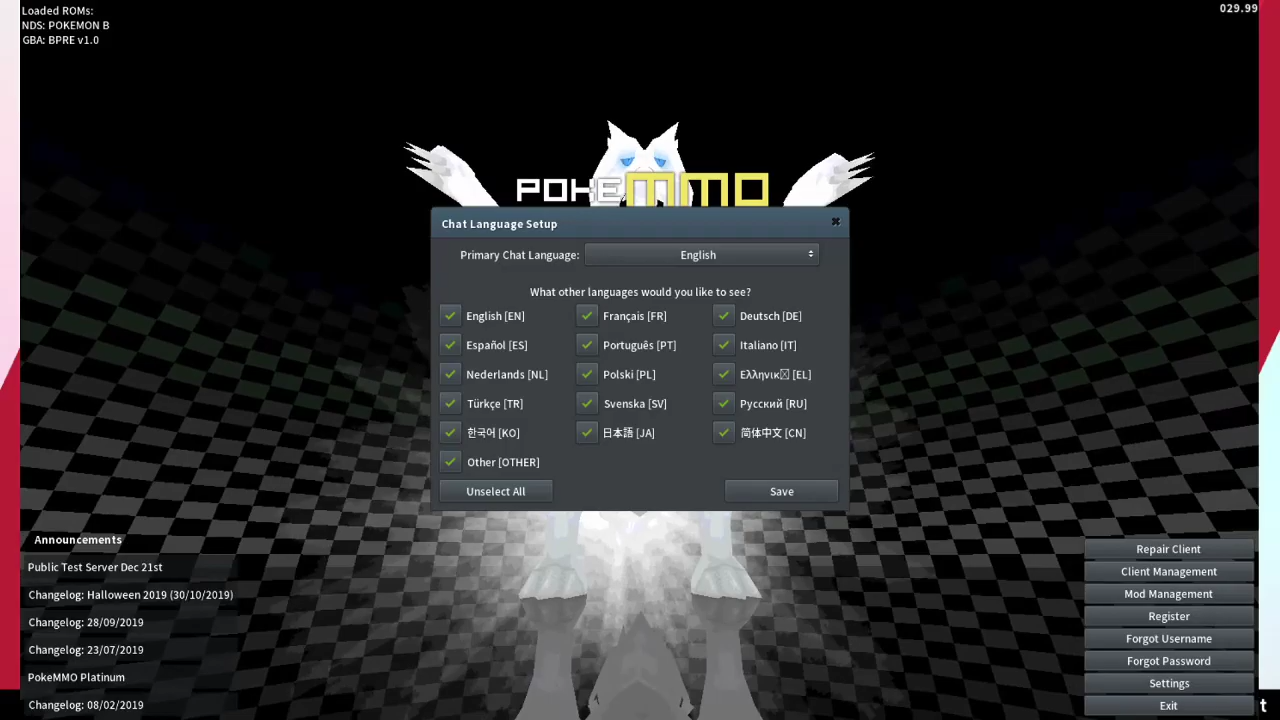 Loaded ROMs:
NDS: POKEMON B
GBA: BPRE v1.0
029.99
POKEMMO
Chat Language Setup
Primary Chat Language: English
What other languages would you like to see?
English [EN] Français [FR] Deutsch [DE]
Español [ES] Português [PT] Italiano [IT]
Nederlands [NL] Polski [PL] Ελληνικ▯ [EL]
Türkçe [TR] Svenska [SV] Русский [RU]
한국어 [KO] 日本語 [JA] 简体中文 [CN]
Other [OTHER]
Unselect All Save
Announcements
Public Test Server Dec 21st
Changelog: Halloween 2019 (30/10/2019)
Changelog: 28/09/2019
Changelog: 23/07/2019
PokeMMO Platinum
Changelog: 08/02/2019
Repair Client
Client Management
Mod Management
Register
Forgot Username
Forgot Password
Settings
Exit
t